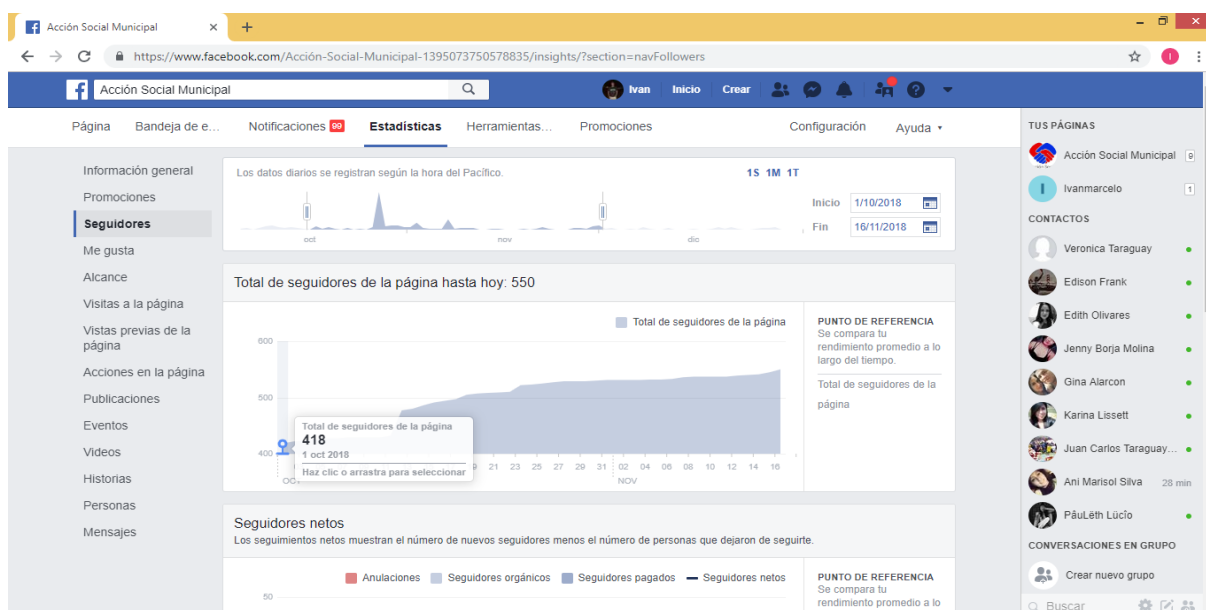 Acción Social Municipal
https://www.facebook.com/Acción-Social-Municipal-1395073750578835/insights/?section=navFollowers
I
Acción Social Municipal
Ivan Inicio Crear
Página Bandeja de e... Notificaciones 99 Estadísticas Herramientas... Promociones Configuración Ayuda
Información general
Promociones
Seguidores
Me gusta
Alcance
Visitas a la página
Vistas previas de la
página
Acciones en la página
Publicaciones
Eventos
Videos
Historias
Personas
Mensajes
Los datos diarios se registran según la hora del Pacífico.
1S 1M 1T
Inicio 1/10/2018
Fin 16/11/2018
oct nov dic
Total de seguidores de la página hasta hoy: 550
Total de seguidores de la página
600
500
400
Total de seguidores de la página
418
1 oct 2018
Haz clic o arrastra para seleccionar
21 23 25 27 29 31 02 04 06 08 10 12 14 16
NOV
PUNTO DE REFERENCIA
Se compara tu
rendimiento promedio a lo
largo del tiempo.
Total de seguidores de la
página
Seguidores netos
Los seguimientos netos muestran el número de nuevos seguidores menos el número de personas que dejaron de seguirte.
Anulaciones Seguidores orgánicos Seguidores pagados Seguidores netos
50
PUNTO DE REFERENCIA
Se compara tu
rendimiento promedio a lo
TUS PÁGINAS
Acción Social Municipal 9
I Ivanmarcelo 1
CONTACTOS
Veronica Taraguay
Edison Frank
Edith Olivares
Jenny Borja Molina
Gina Alarcon
Karina Lissett
Juan Carlos Taraguay...
Ani Marisol Silva 28 min
PâuLëth Lücîo
CONVERSACIONES EN GRUPO
Crear nuevo grupo
Buscar